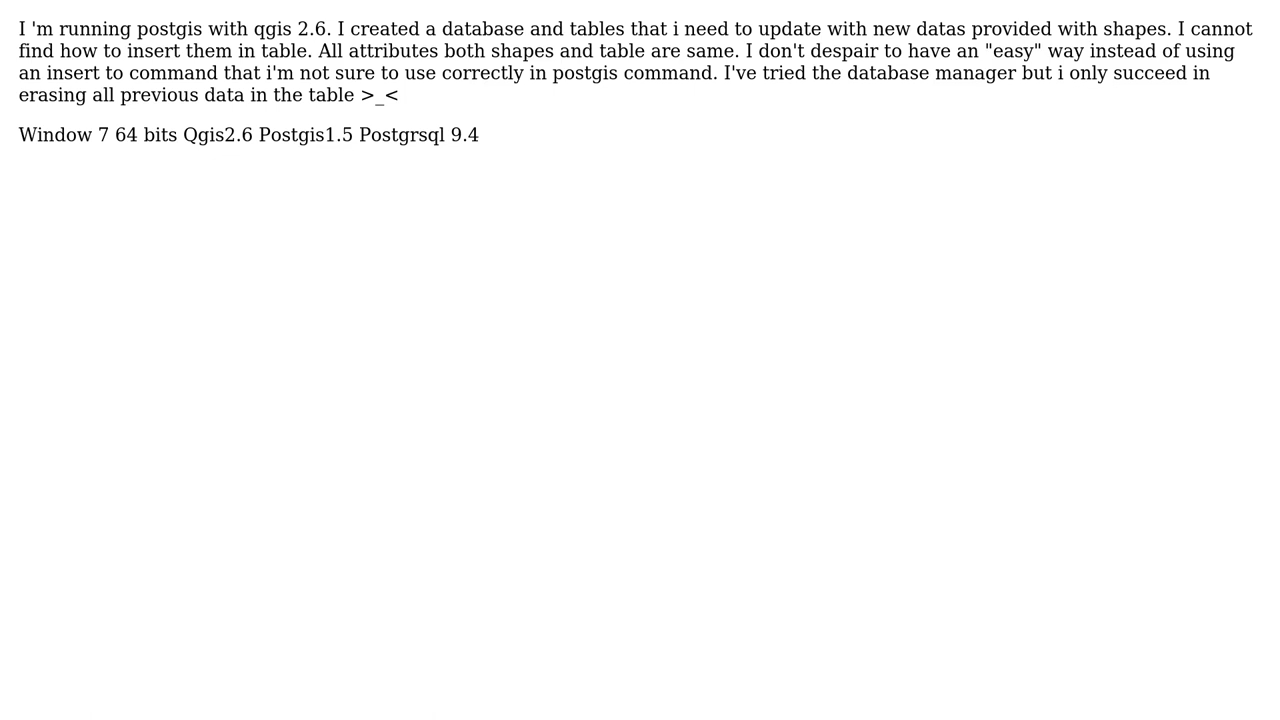 I 'm running postgis with qgis 2.6. I created a database and tables that i need to update with new datas provided with shapes. I cannot
find how to insert them in table. All attributes both shapes and table are same. I don't despair to have an "easy" way instead of using
an insert to command that i'm not sure to use correctly in postgis command. I've tried the database manager but i only succeed in
erasing all previous data in the table >_<
Window 7 64 bits Qgis2.6 Postgis1.5 Postgrsql 9.4